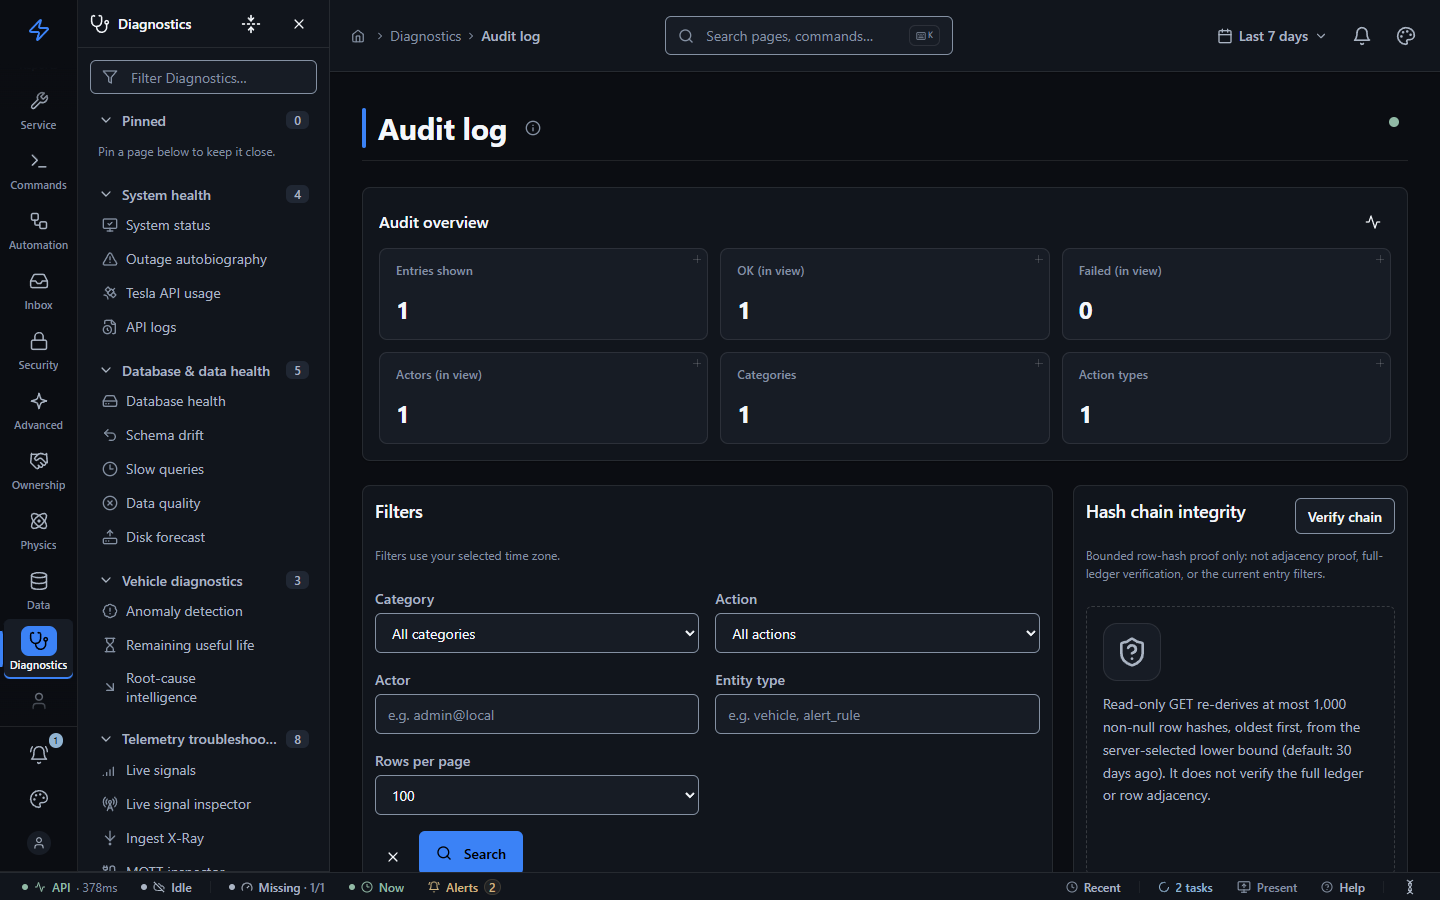 Diagnostics
Filter Diagnostics...
Service
Commands
Automation
Inbox
Security
Advanced
Ownership
Physics
Data
Diagnostics
1
Pinned 0
Pin a page below to keep it close.
System health 4
System status
Outage autobiography
Tesla API usage
API logs
Database & data health 5
Database health
Schema drift
Slow queries
Data quality
Disk forecast
Vehicle diagnostics 3
Anomaly detection
Remaining useful life
Root-cause
intelligence
Telemetry troubleshoo... 8
Live signals
Live signal inspector
Ingest X-Ray
MQTT inspector
Diagnostics > Audit log
Search pages, commands... K
Last 7 days
Audit log
Audit overview
Entries shown
1
OK (in view)
1
Failed (in view)
0
Actors (in view)
1
Categories
1
Action types
1
Filters
Filters use your selected time zone.
Category
All categories
Action
All actions
Actor
e.g. admin@local
Entity type
e.g. vehicle, alert_rule
Rows per page
100
Search
Hash chain integrity
Verify chain
Bounded row-hash proof only: not adjacency proof, full-
ledger verification, or the current entry filters.
Read-only GET re-derives at most 1,000
non-null row hashes, oldest first, from the
server-selected lower bound (default: 30
days ago). It does not verify the full ledger
or row adjacency.
API · 378ms
Idle
Missing · 1/1
Now
Alerts 2
Recent
2 tasks
Present
Help